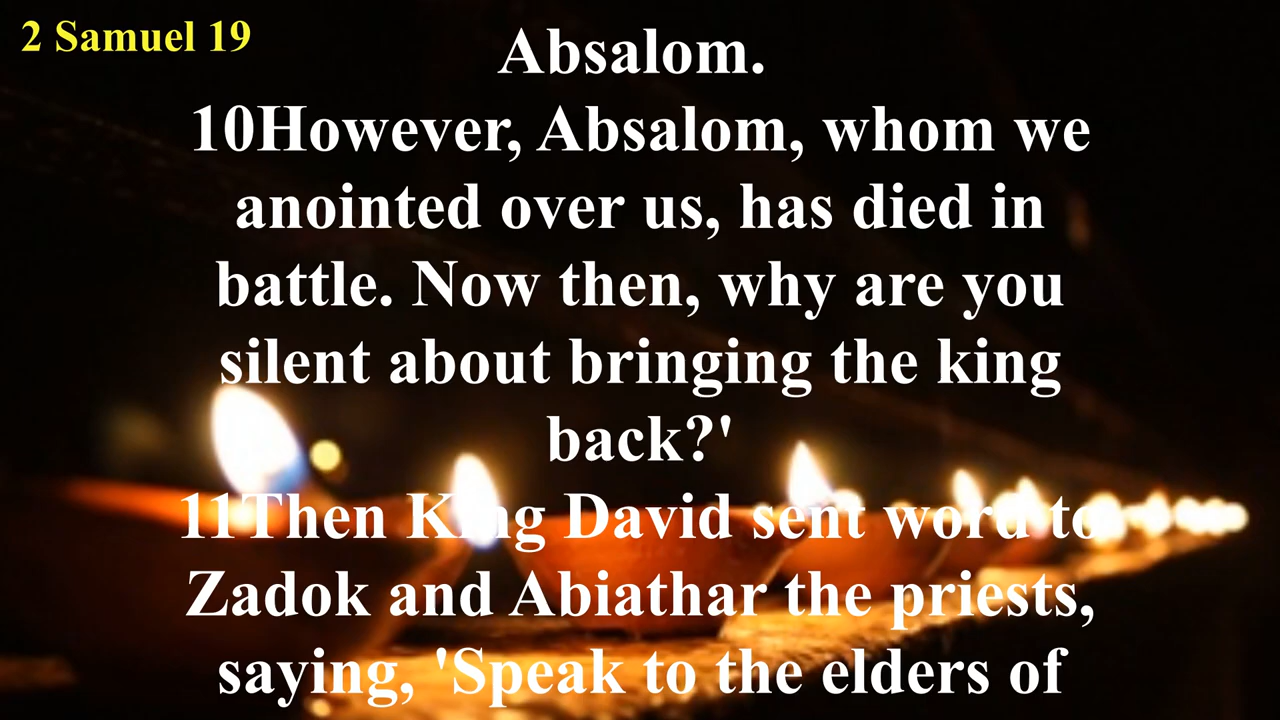 2 Samuel 19
Absalom.
10However, Absalom, whom we
anointed over us, has died in
battle. Now then, why are you
silent about bringing the king
back?'
11Then King David sent word to
Zadok and Abiathar the priests,
saying, 'Speak to the elders of